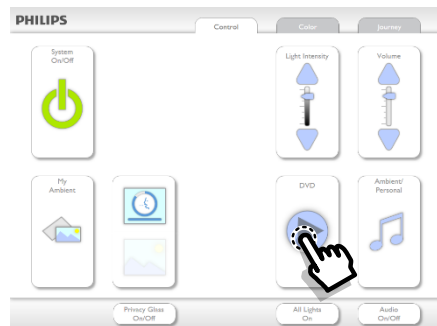 PHILIPS
Control
Color
Journey
System
On/Off
Light Intensity
Volume
My
Ambient
DVD
Ambient/
Personal
Privacy Glass
On/Off
All Lights
On
Audio
On/Off